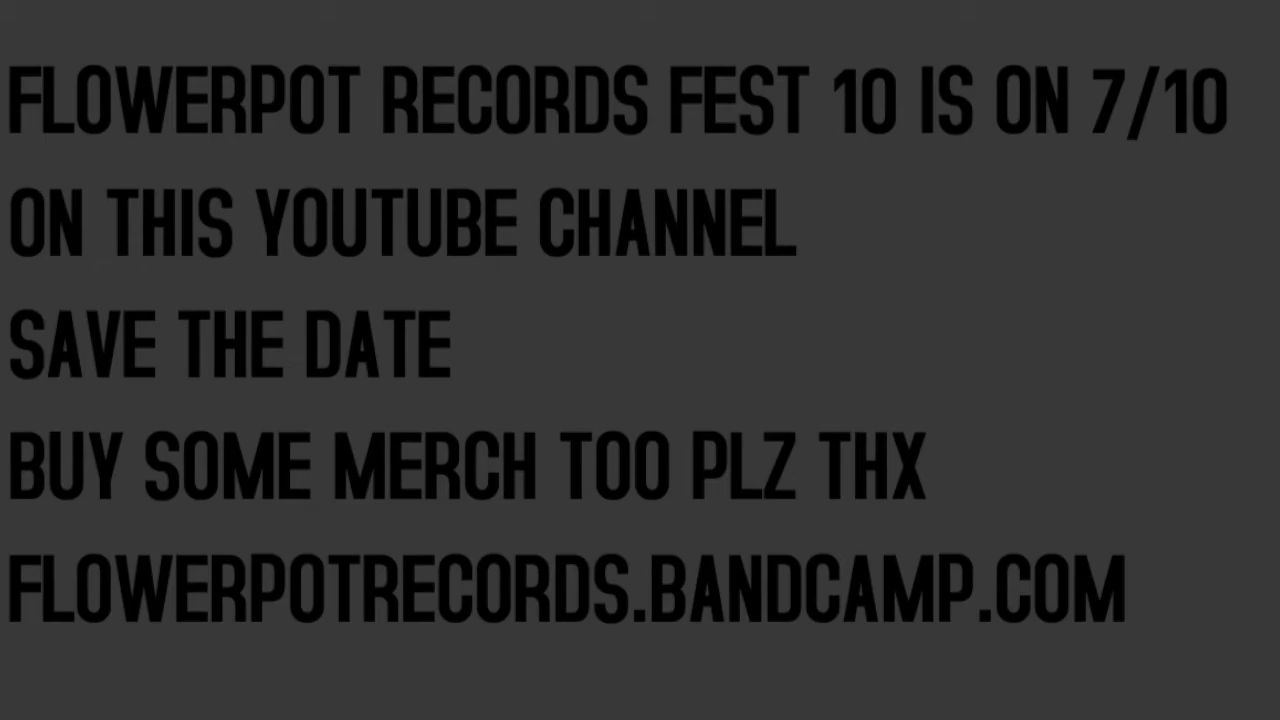 FLOWERPOT RECORDS FEST 10 IS ON 7/10
ON THIS YOUTUBE CHANNEL
SAVE THE DATE
BUY SOME MERCH TOO PLZ THX
FLOWERPOTRECORDS.BANDCAMP.COM